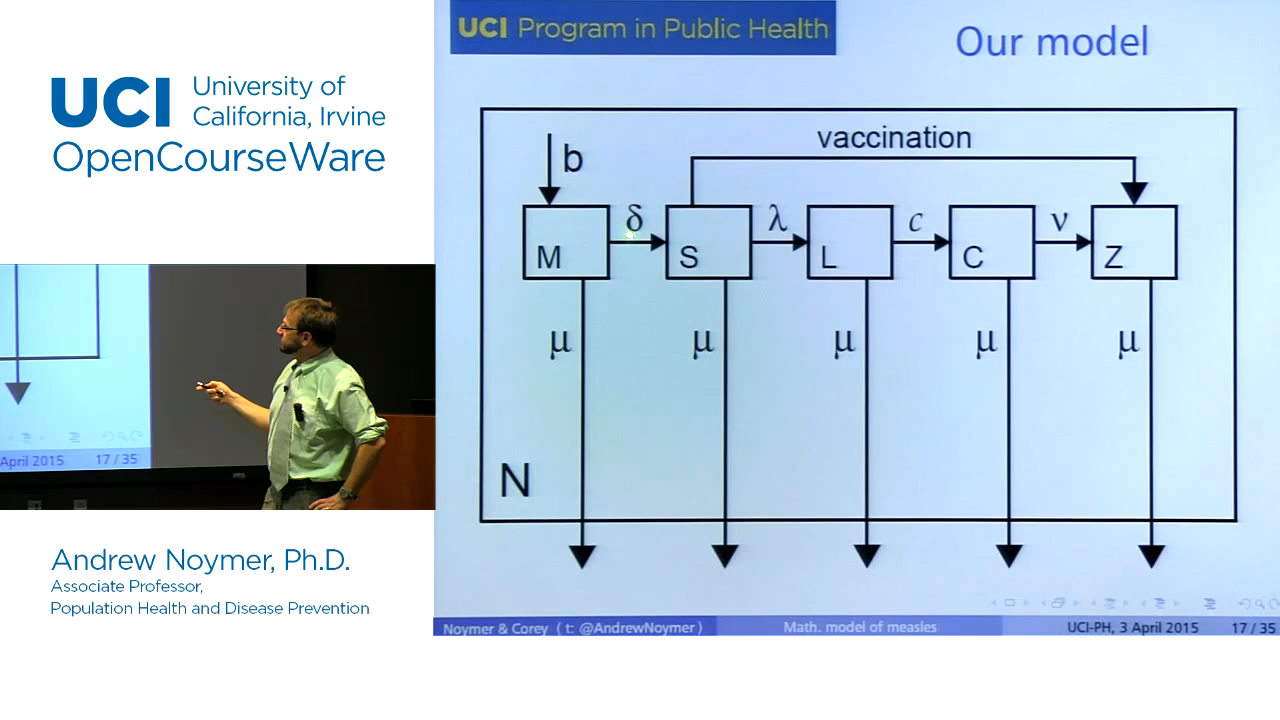 UCI University of
California, Irvine
OpenCourseWare
April 2015 17 / 35
Andrew Noymer, Ph.D.
Associate Professor,
Population Health and Disease Prevention
UCI Program in Public Health
Our model
vaccination
b
δ λ c ν
M S L C Z
μ μ μ μ μ
N
Noymer & Corey ( t: @AndrewNoymer ) Math. model of measles UCI-PH, 3 April 2015 17 / 35